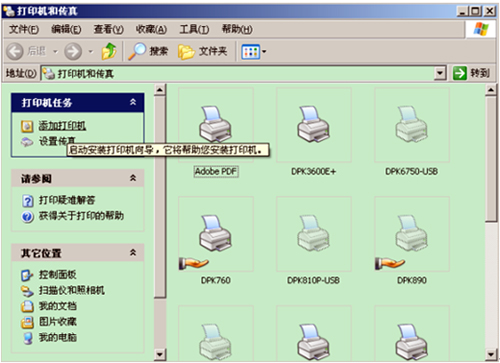 打印机和传真
文件(F) 编辑(E) 查看(V) 收藏(A) 工具(T) 帮助(H)
后退 搜索 文件夹
地址(D) 打印机和传真 转到
打印机任务
添加打印机
设置传真
启动安装打印机向导，它将帮助您安装打印机。
请参阅
打印疑难解答
获得关于打印的帮助
其它位置
控制面板
扫描仪和照相机
我的文档
图片收藏
我的电脑
Adobe PDF DPK3600E+ DPK6750-USB
DPK760 DPK810P-USB DPK890